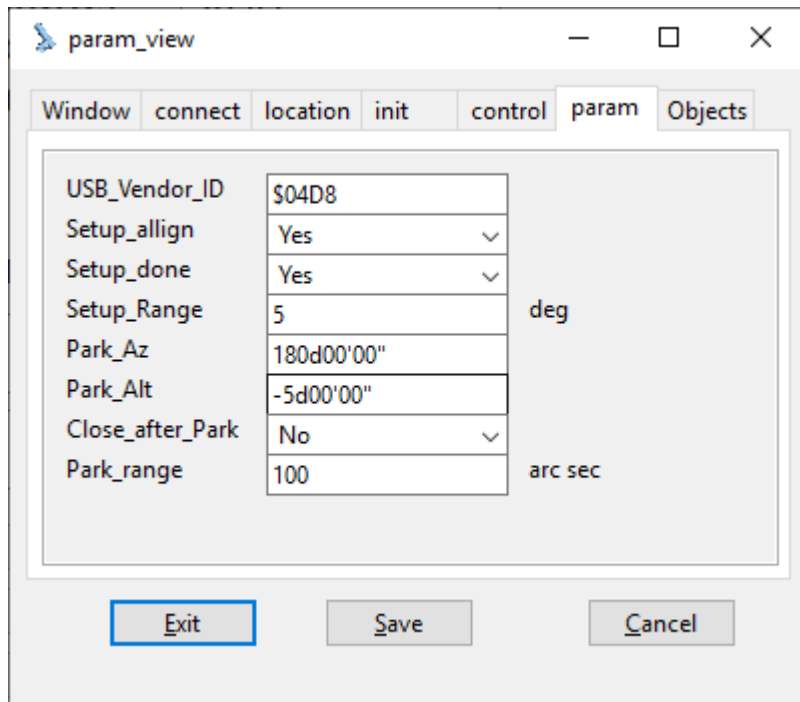 param_view
Window connect location init control param Objects
USB_Vendor_ID $04D8
Setup_allign Yes
Setup_done Yes
Setup_Range 5 deg
Park_Az 180d00'00"
Park_Alt -5d00'00"
Close_after_Park No
Park_range 100 arc sec
Exit Save Cancel